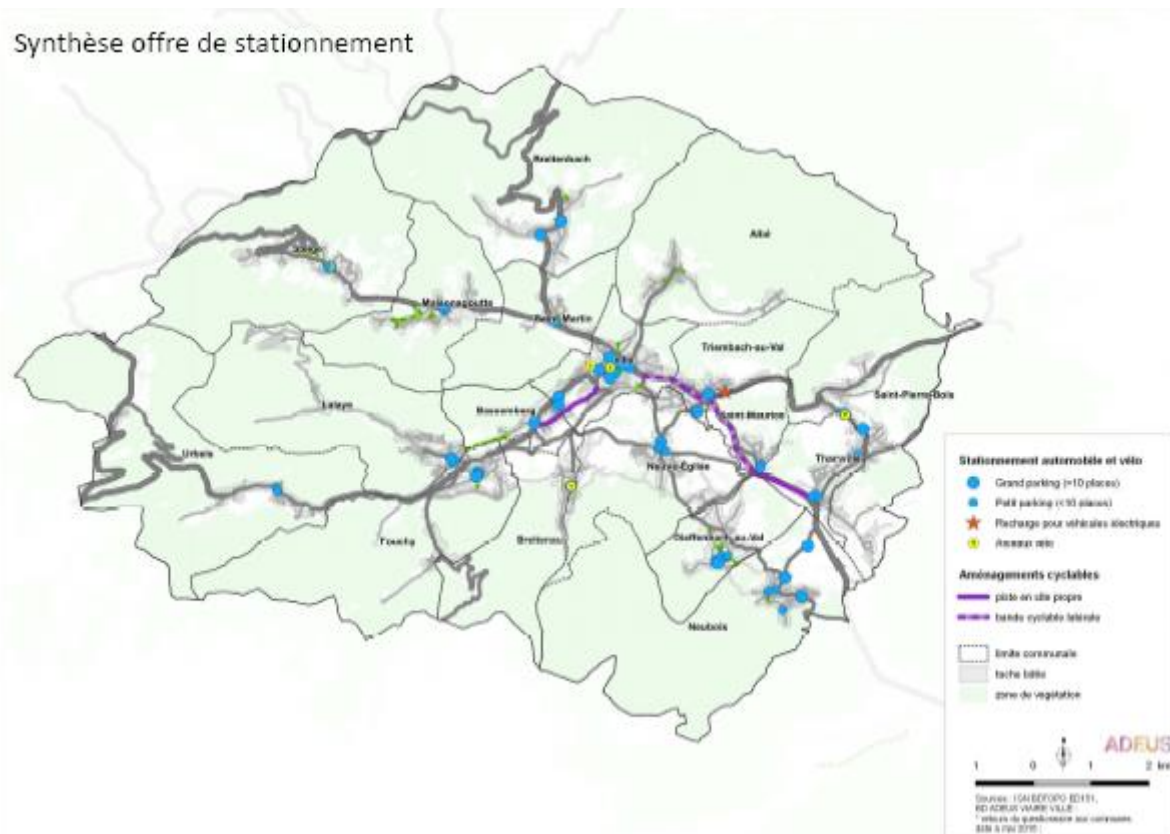 Synthèse offre de stationnement
Breitenbach
Albé
Maisonsgoutte
Saint-Martin
Triembach-au-Val
Lalaye
Bassemberg
Saint-Maurice
Saint-Pierre-Bois
Urbeis
Neuve-Église
Thanvillé
Fouchy
Breitenau
Dieffenbach-au-Val
Neubois
Stationnement automobile et vélo
Grand parking (>10 places)
Petit parking (<10 places)
Recharge pour véhicules électriques
Arceaux vélo
Aménagements cyclables
piste en site propre
bande cyclable latérale
limite communale
tache bâtie
zone de végétation
ADEUS
1 0 1 2 km